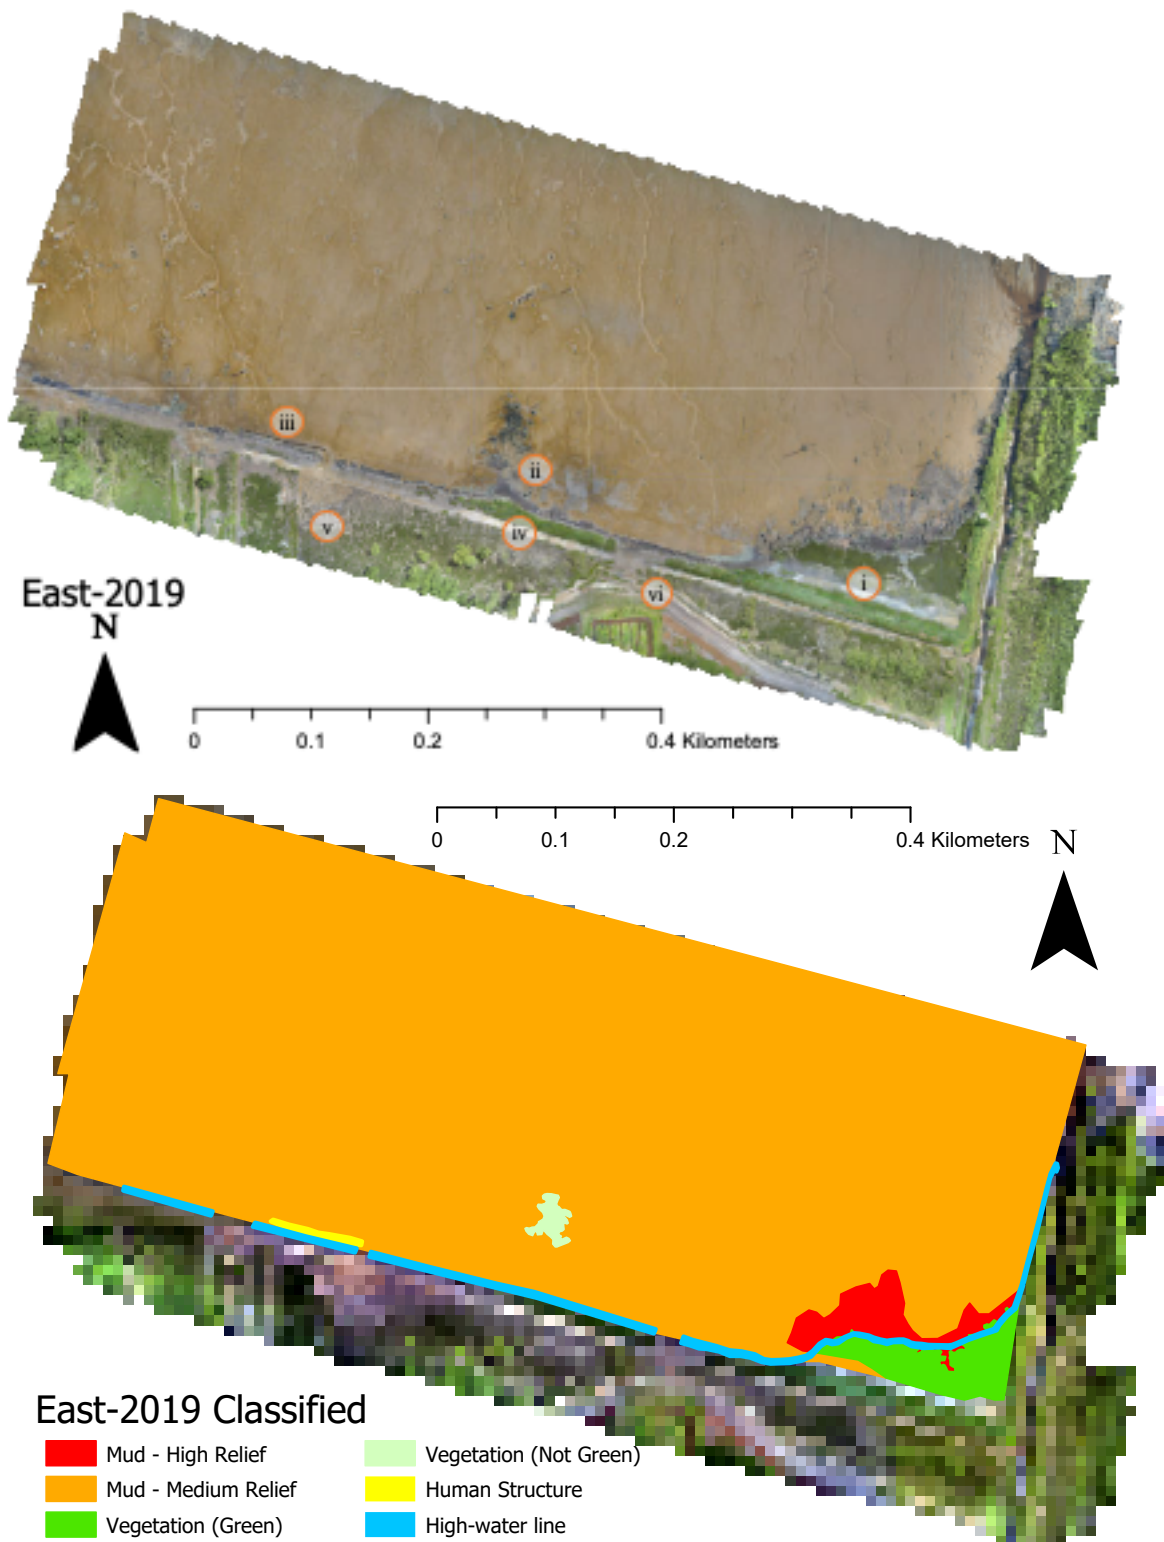 iii
ii
v
iv
vi
i
East-2019
N
0 0.1 0.2 0.4 Kilometers
0 0.1 0.2 0.4 Kilometers
N
East-2019 Classified
Mud - High Relief
Vegetation (Not Green)
Mud - Medium Relief
Human Structure
Vegetation (Green)
High-water line